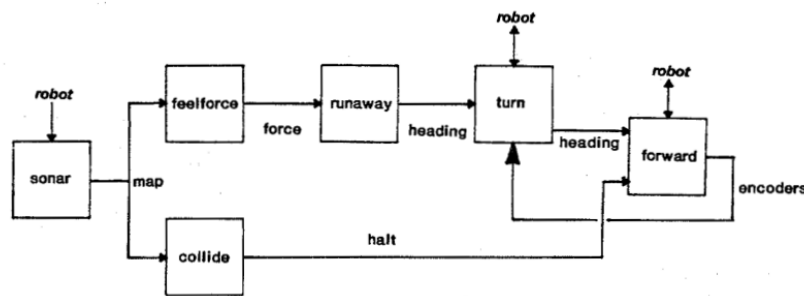 robot
robot
robot
feelforce
runaway
turn
force
heading
heading
forward
sonar
map
encoders
halt
collide